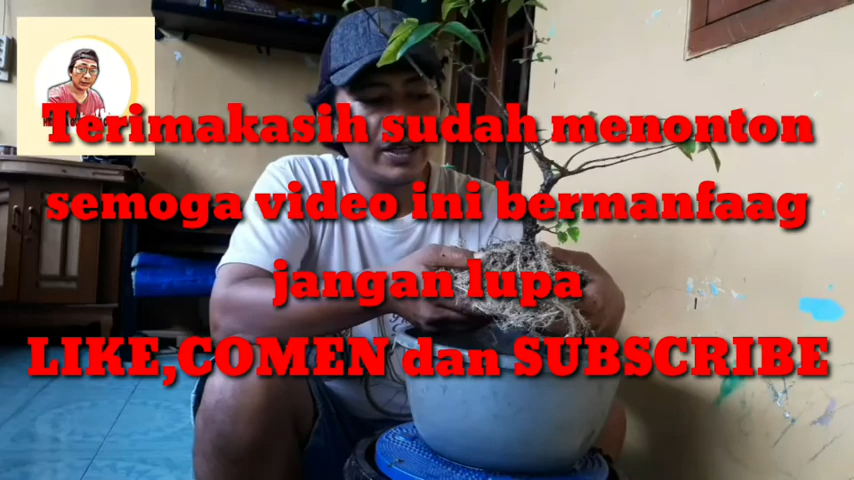 Terimakasih sudah menonton
semoga video ini bermanfaag
jangan lupa
LIKE,COMEN dan SUBSCRIBE